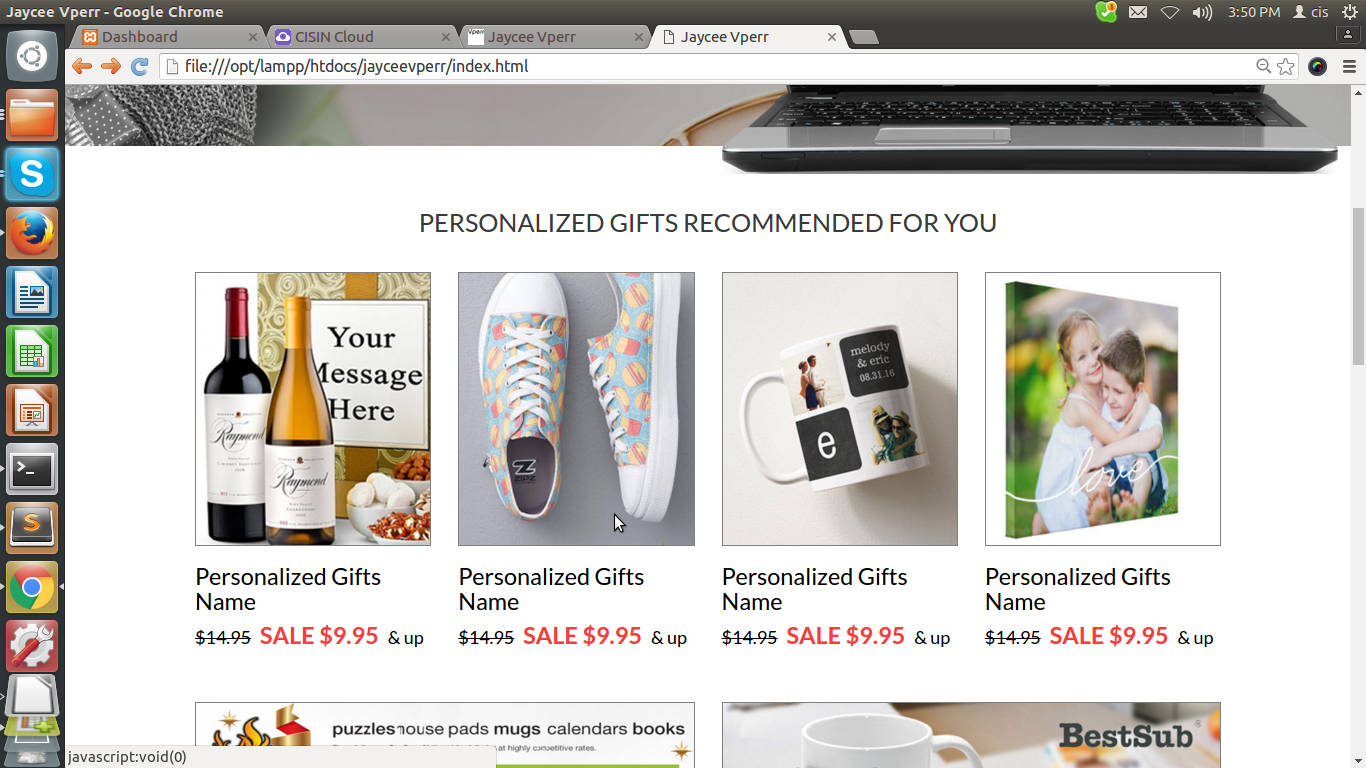 Jaycee Vperr - Google Chrome
3:50 PM
cis
Dashboard
CISIN Cloud
Vperr
Jaycee Vperr
Jaycee Vperr
file:///opt/lampp/htdocs/jayceevperr/index.html
PERSONALIZED GIFTS RECOMMENDED FOR YOU
Your
Message
Here
Raymond
Raymond
ZIPZ
melody
& eric
08.31.16
e
love
Personalized Gifts
Name
$14.95 SALE $9.95 & up
Personalized Gifts
Name
$14.95 SALE $9.95 & up
Personalized Gifts
Name
$14.95 SALE $9.95 & up
Personalized Gifts
Name
$14.95 SALE $9.95 & up
puzzles mouse pads mugs calendars books
at highly competitive rates.
BestSub
javascript:void(0)